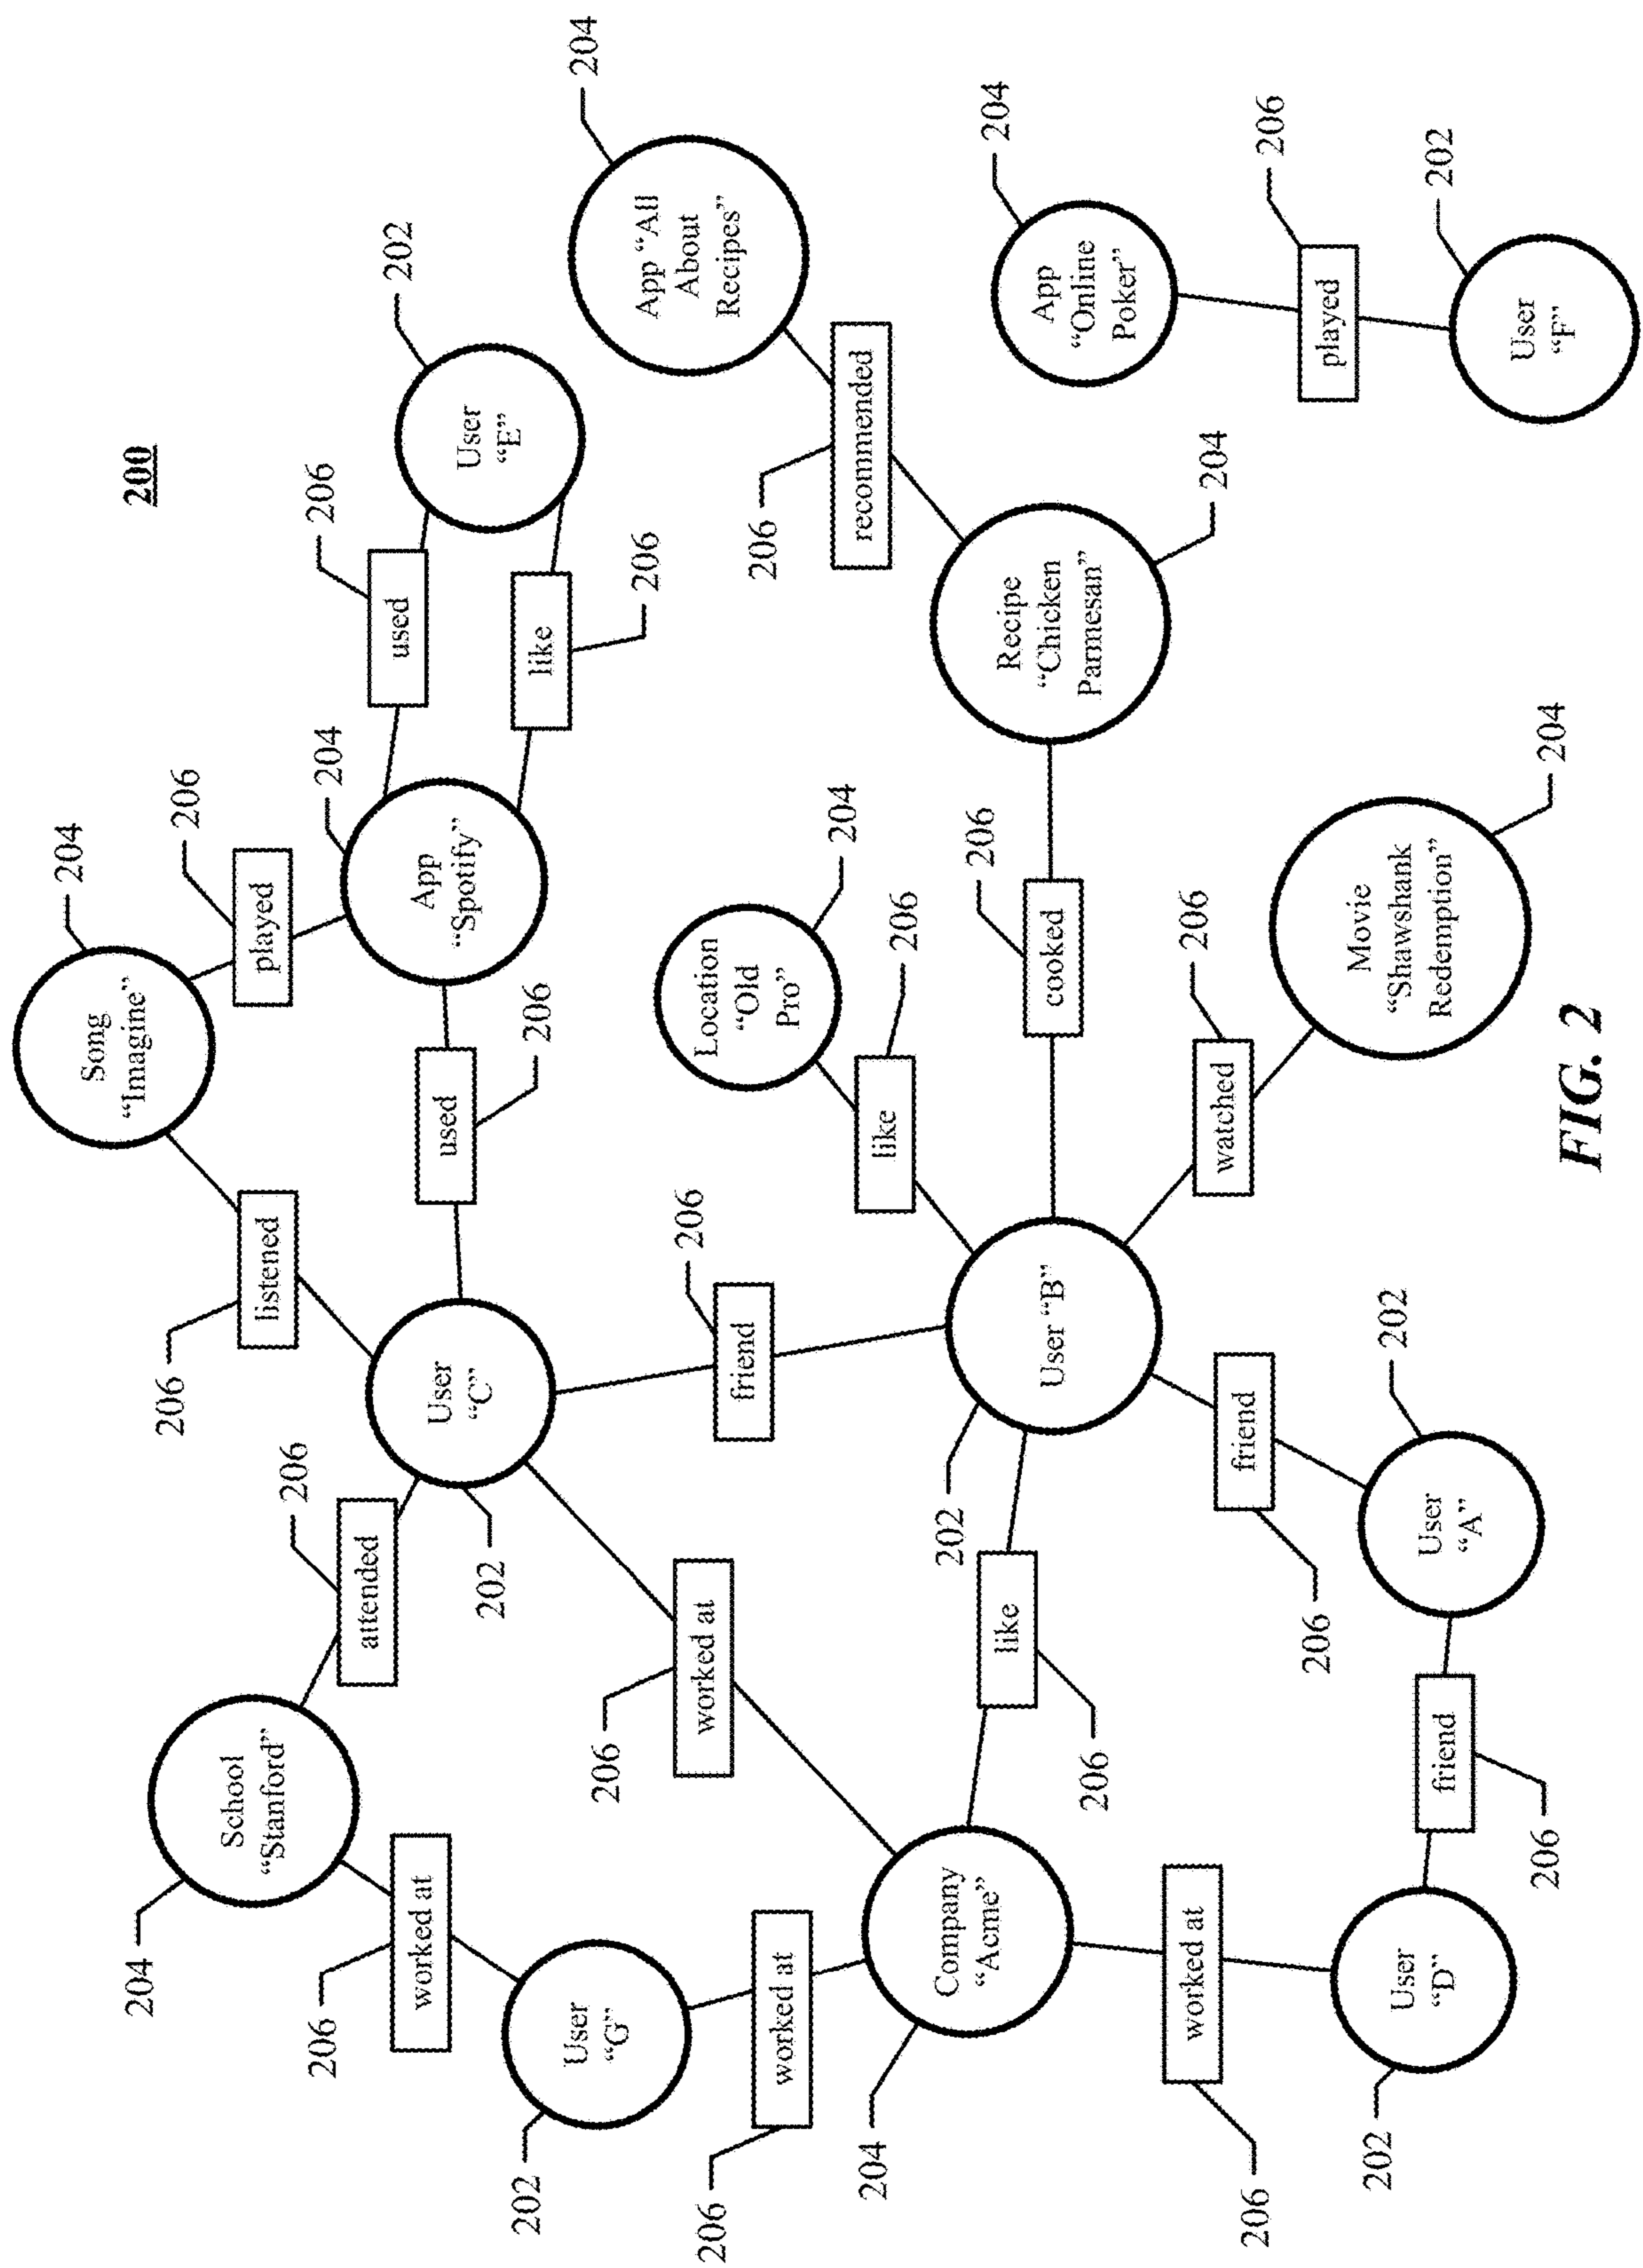 200
204
School
“Stanford”
206
attended
206
listened
Song
“Imagine”
204
206
played
206
worked at
202
User
“G”
202
User
“C”
used
206
App
“Spotify”
204
used
206
like
206
User
“E”
202
206
worked at
206
worked at
friend
206
Location
“Old
Pro”
204
like
206
206
recommended
App “All
About
Recipes”
204
204
Company
“Acme”
like
206
202
User “B”
cooked
206
Recipe
“Chicken
Parmesan”
204
App
“Online
Poker”
204
played
206
User
“F”
202
worked at
206
friend
206
watched
206
Movie
“Shawshank
Redemption”
204
202
User
“D”
friend
206
User
“A”
202
FIG. 2